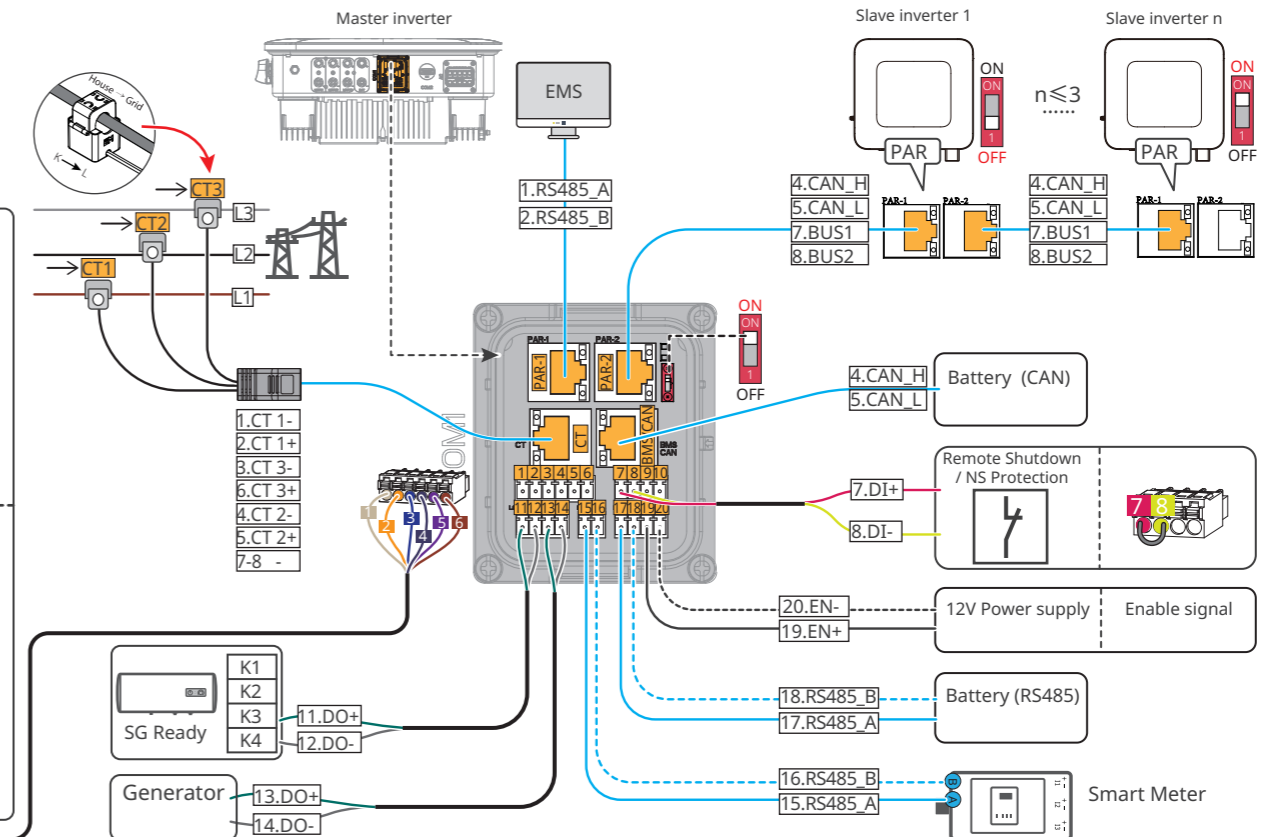 Master inverter
Slave inverter 1
Slave inverter n
House → Grid
K → L
EMS
ON
ON
1
OFF
n⩽3
......
ON
ON
1
OFF
PAR
PAR
CT3
CT2
CT1
L3
L2
L1
1.RS485_A
2.RS485_B
4.CAN_H
5.CAN_L
7.BUS1
8.BUS2
PAR-1
PAR-2
4.CAN_H
5.CAN_L
7.BUS1
8.BUS2
PAR-1
PAR-2
ON
ON
1
OFF
PAR-1
PAR-2
PAR-1
PAR-2
CT
CT
BMS/CAN
BMS
CAN
1 2 3 4 5 6
7 8 9 10
11 12 13 14
15 16
17 18 19 20
1.CT 1-
2.CT 1+
3.CT 3-
6.CT 3+
4.CT 2-
5.CT 2+
7-8 -
1 2 3 4 5 6
4.CAN_H
5.CAN_L
Battery (CAN)
Remote Shutdown
/ NS Protection
7.DI+
8.DI-
7 8
20.EN-
19.EN+
12V Power supply
Enable signal
18.RS485_B
17.RS485_A
Battery (RS485)
16.RS485_B
15.RS485_A
B
A
Smart Meter
SG Ready
K1
K2
K3
K4
11.DO+
12.DO-
Generator
13.DO+
14.DO-